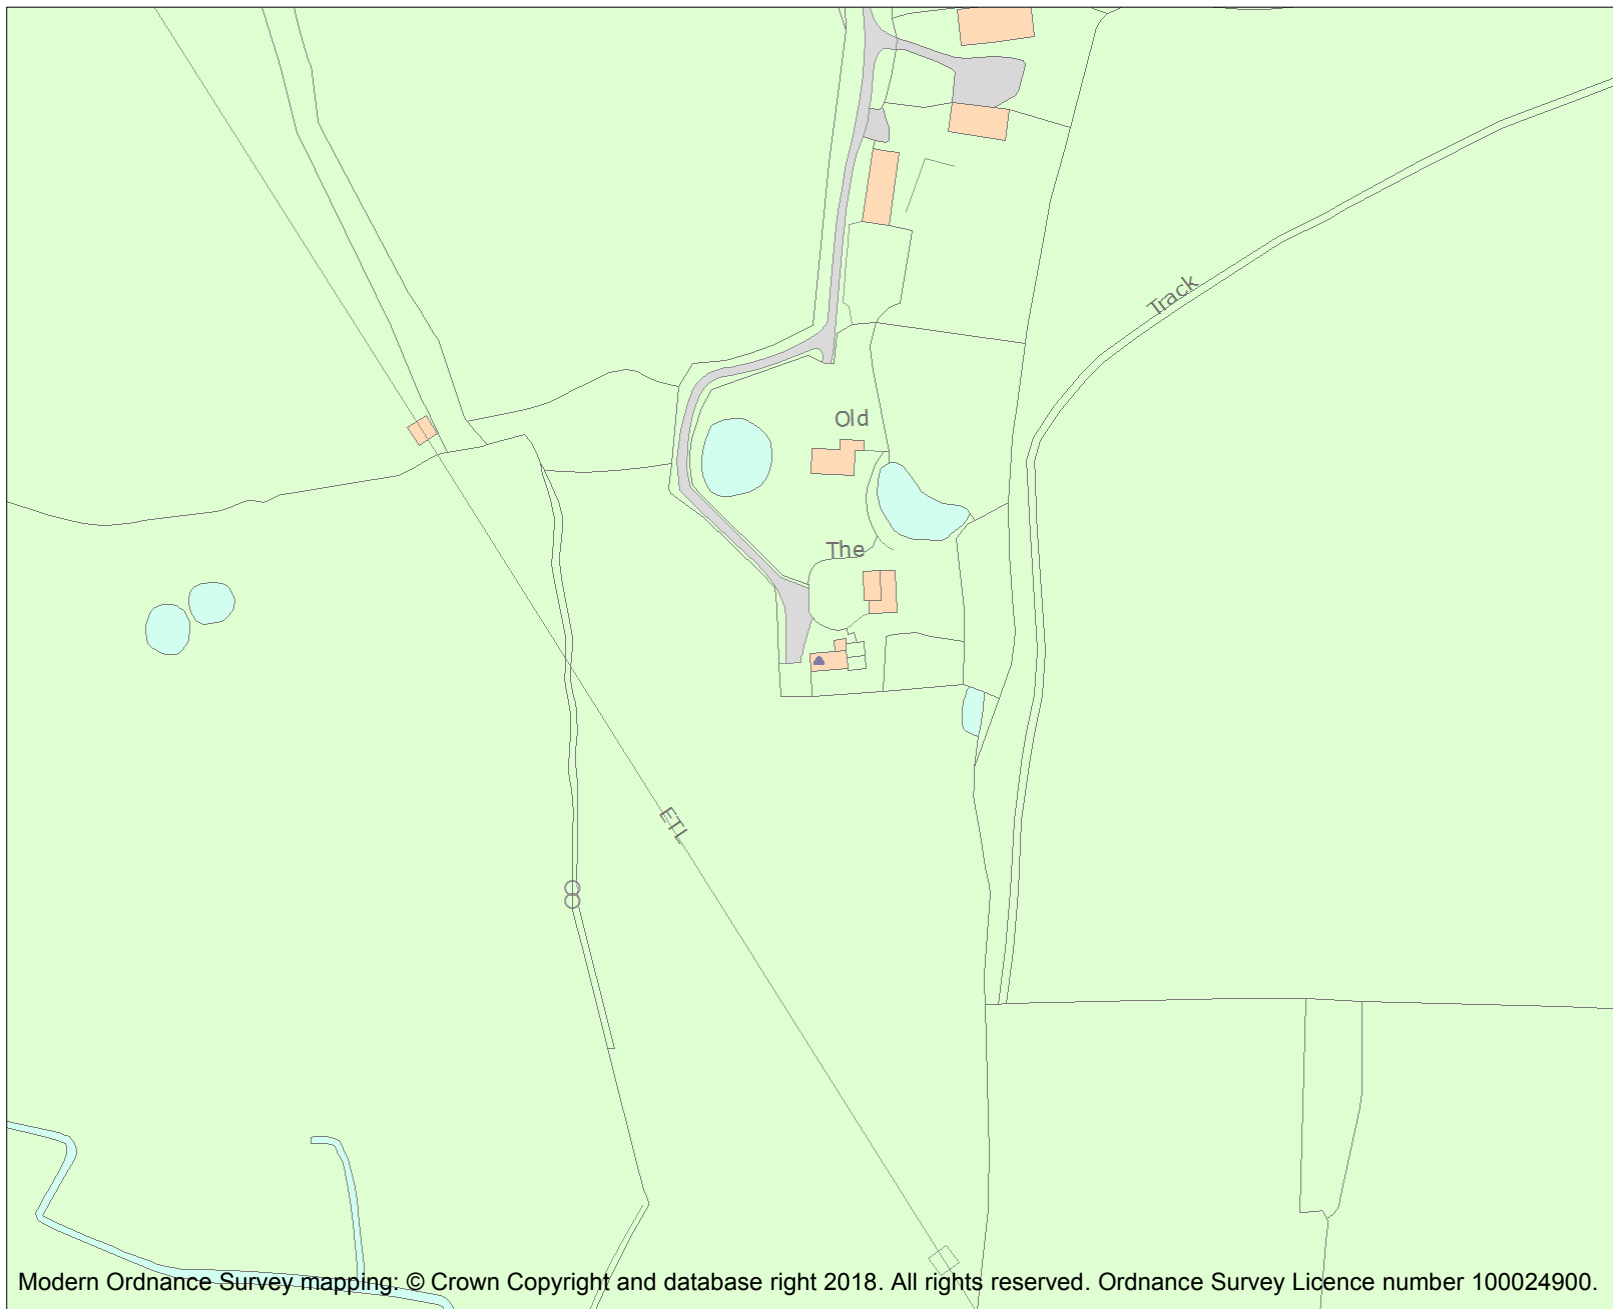 Track
Old
The
ETL
Modern Ordnance Survey mapping: © Crown Copyright and database right 2018. All rights reserved. Ordnance Survey Licence number 100024900.